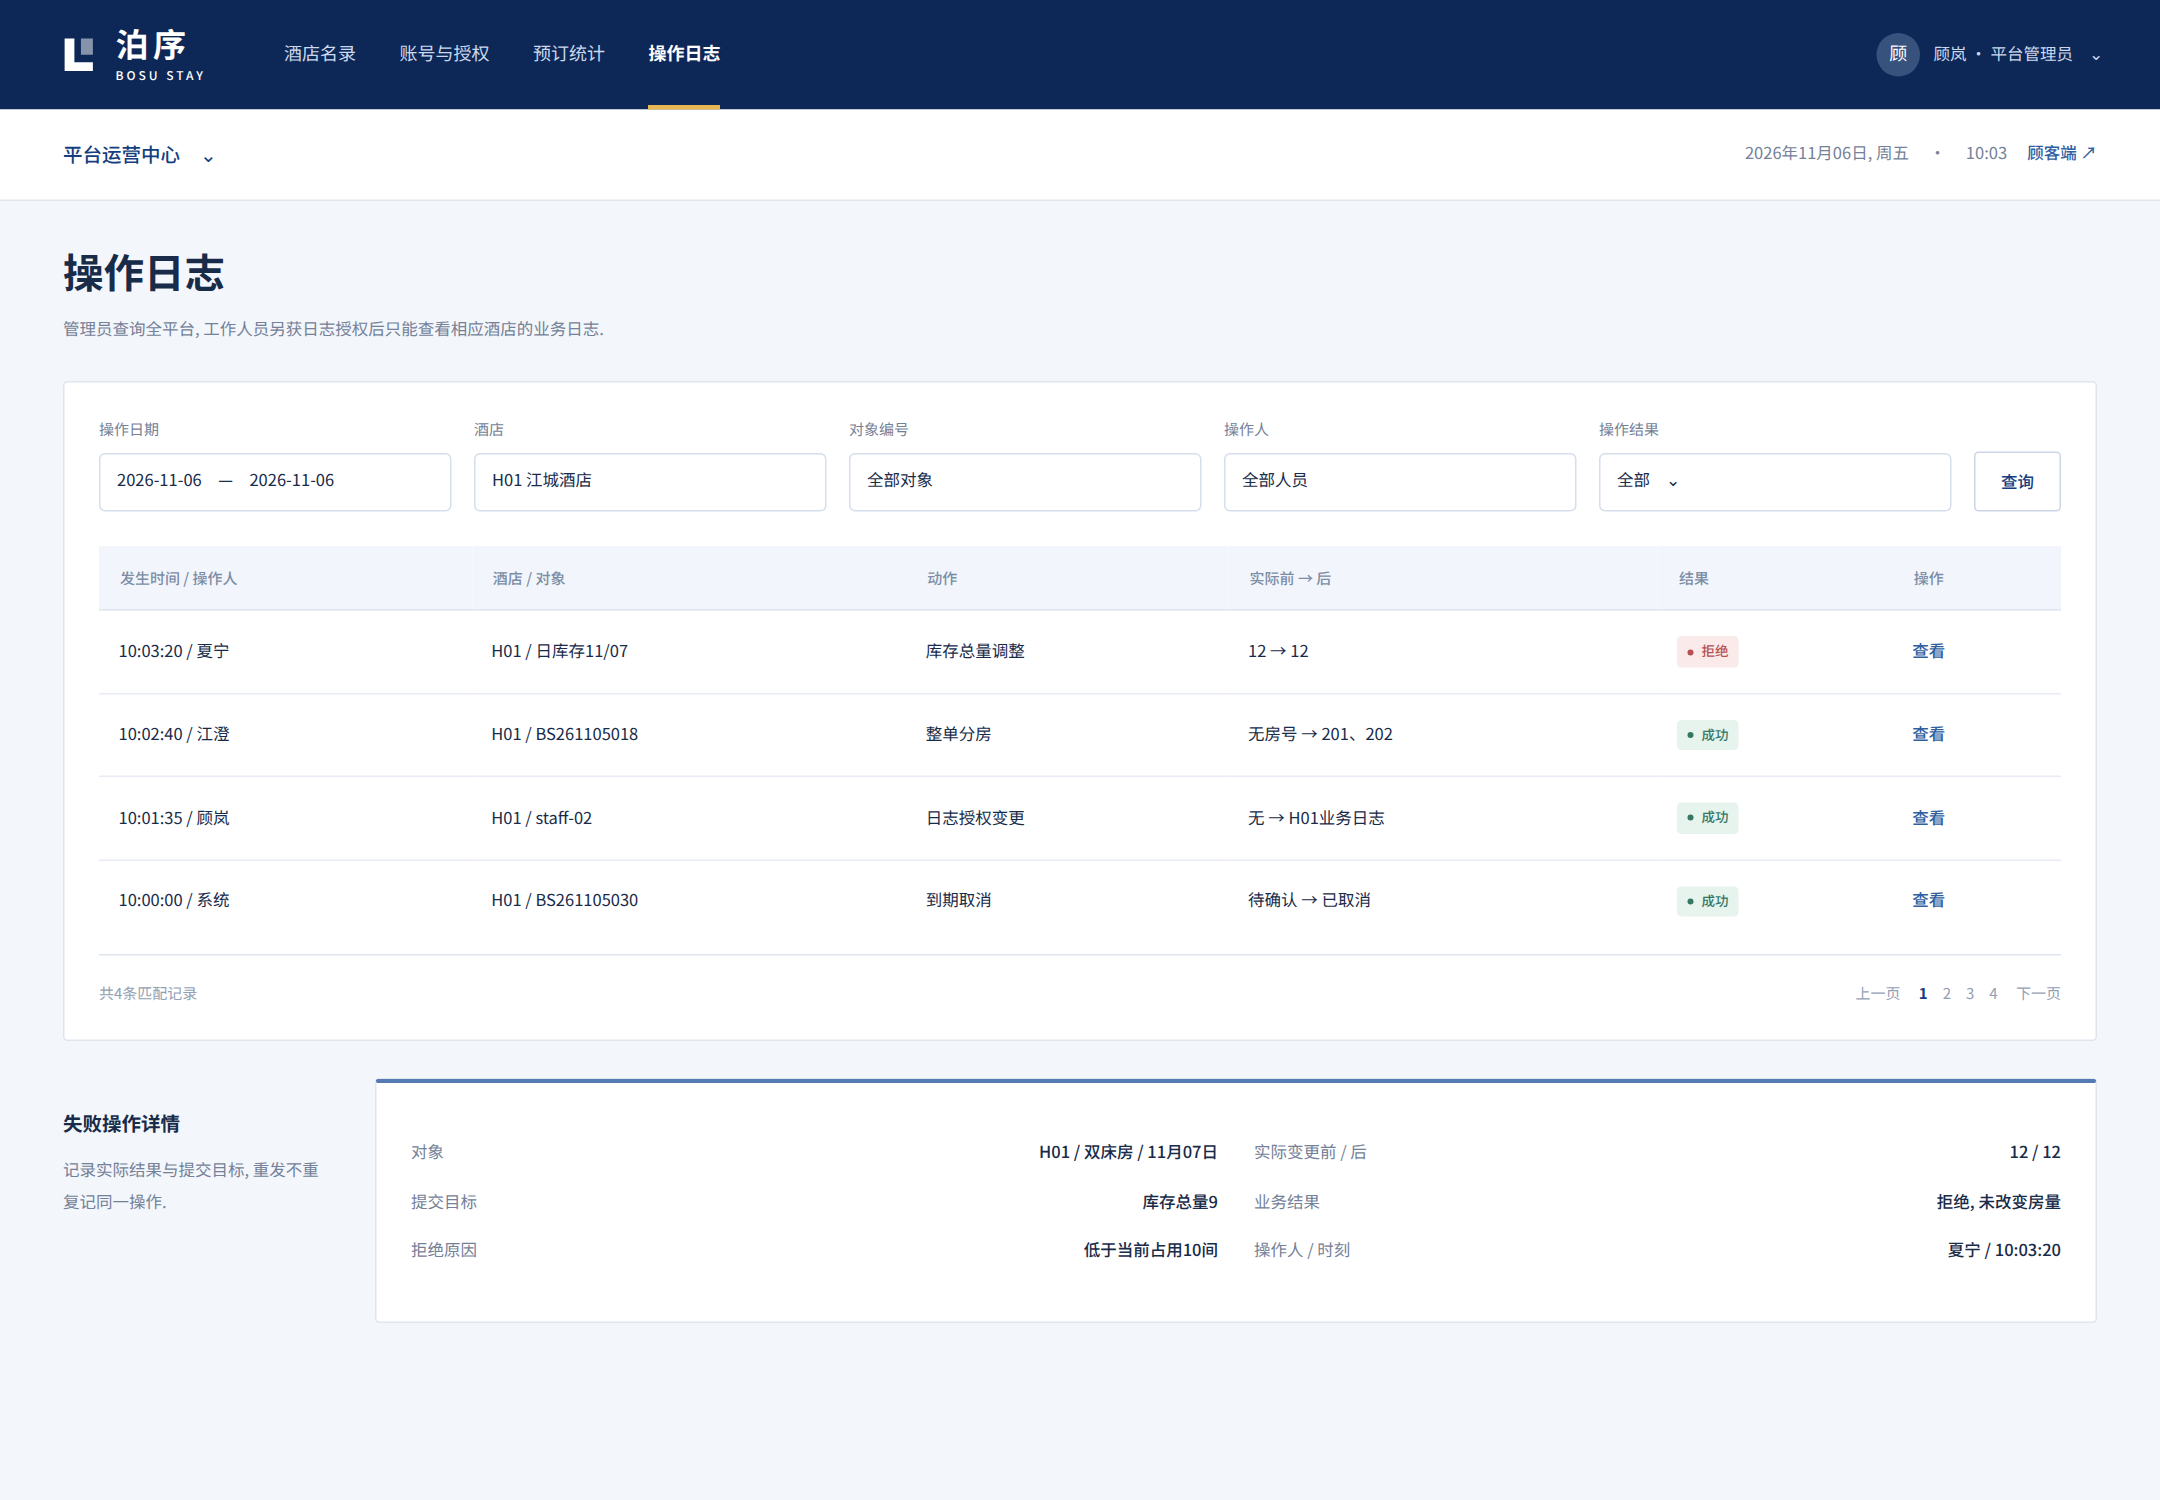 泊序
BOSU STAY
酒店名录 账号与授权 预订统计 操作日志
顾 顾岚 · 平台管理员
平台运营中心
2026年11月06日, 周五 · 10:03 顾客端 ↗
操作日志
管理员查询全平台, 工作人员另获日志授权后只能查看相应酒店的业务日志.
操作日期 酒店 对象编号 操作人 操作结果
2026-11-06 — 2026-11-06 H01 江城酒店 全部对象 全部人员 全部 查询
发生时间 / 操作人 酒店 / 对象 动作 实际前 → 后 结果 操作
10:03:20 / 夏宁 H01 / 日库存11/07 库存总量调整 12 → 12 拒绝 查看
10:02:40 / 江澄 H01 / BS261105018 整单分房 无房号 → 201、202 成功 查看
10:01:35 / 顾岚 H01 / staff-02 日志授权变更 无 → H01业务日志 成功 查看
10:00:00 / 系统 H01 / BS261105030 到期取消 待确认 → 已取消 成功 查看
共4条匹配记录 上一页 1 2 3 4 下一页
失败操作详情
记录实际结果与提交目标, 重发不重
复记同一操作.
对象 H01 / 双床房 / 11月07日 实际变更前 / 后 12 / 12
提交目标 库存总量9 业务结果 拒绝, 未改变房量
拒绝原因 低于当前占用10间 操作人 / 时刻 夏宁 / 10:03:20